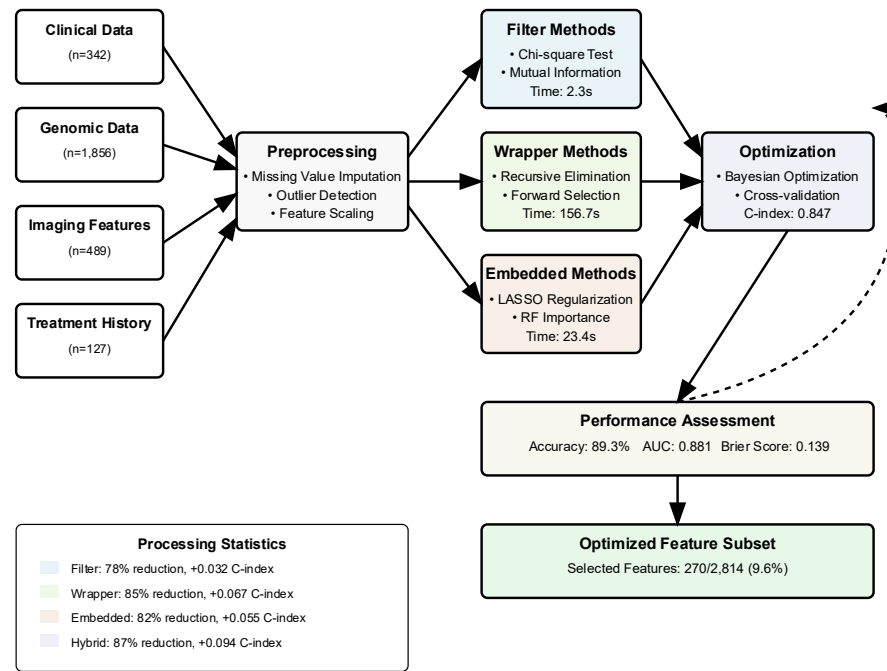 Clinical Data
(n=342)
Genomic Data
(n=1,856)
Imaging Features
(n=489)
Treatment History
(n=127)
Preprocessing
• Missing Value Imputation
• Outlier Detection
• Feature Scaling
Filter Methods
• Chi-square Test
• Mutual Information
Time: 2.3s
Wrapper Methods
• Recursive Elimination
• Forward Selection
Time: 156.7s
Embedded Methods
• LASSO Regularization
• RF Importance
Time: 23.4s
Optimization
• Bayesian Optimization
• Cross-validation
C-index: 0.847
Performance Assessment
Accuracy: 89.3% AUC: 0.881 Brier Score: 0.139
Optimized Feature Subset
Selected Features: 270/2,814 (9.6%)
Processing Statistics
Filter: 78% reduction, +0.032 C-index
Wrapper: 85% reduction, +0.067 C-index
Embedded: 82% reduction, +0.055 C-index
Hybrid: 87% reduction, +0.094 C-index